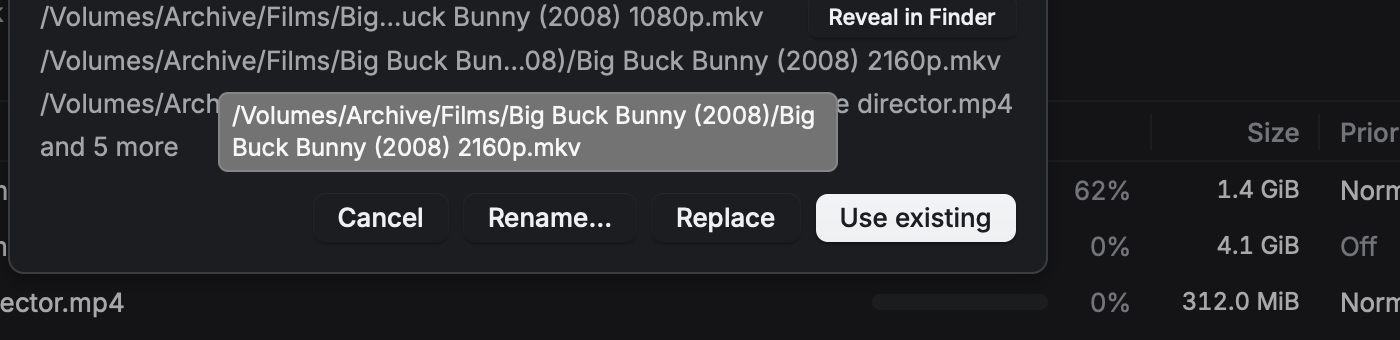 /Volumes/Archive/Films/Big...uck Bunny (2008) 1080p.mkv Reveal in Finder
/Volumes/Archive/Films/Big Buck Bun...08)/Big Buck Bunny (2008) 2160p.mkv
/Volumes/Arch e director.mp4
/Volumes/Archive/Films/Big Buck Bunny (2008)/Big
Buck Bunny (2008) 2160p.mkv
and 5 more
Size Prior
62% 1.4 GiB Norm
Cancel Rename... Replace Use existing
0% 4.1 GiB Off
ector.mp4 0% 312.0 MiB Norm